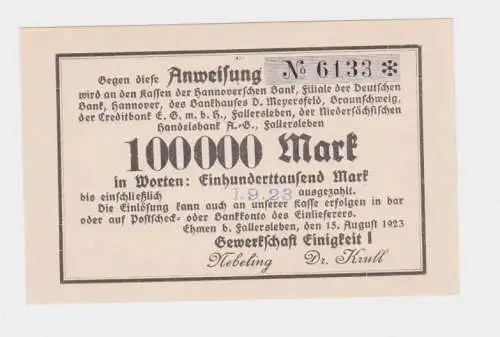 Gegen diese Anweisung № 6133 *
wird an den Kassen der Hannoverschen Bank, Filiale der Deutschen
Bank, Hannover, des Bankhauses D. Meyersfeld, Braunschweig,
der Creditbank E. G. m. b. H., Fallersleben, der Niedersächsischen
Handelsbank A.-G., Fallersleben
100000 Mark
in Worten: Einhunderttausend Mark
bis einschließlich 1.9.23 ausgezahlt.
Die Einlösung kann auch an unserer Kasse erfolgen in bar
oder auf Postscheck- oder Bankkonto des Einlieferers.
Ehmen b. Fallersleben, den 15. August 1923
Gewerkschaft Einigkeit I
Nebeling Dr. Krull